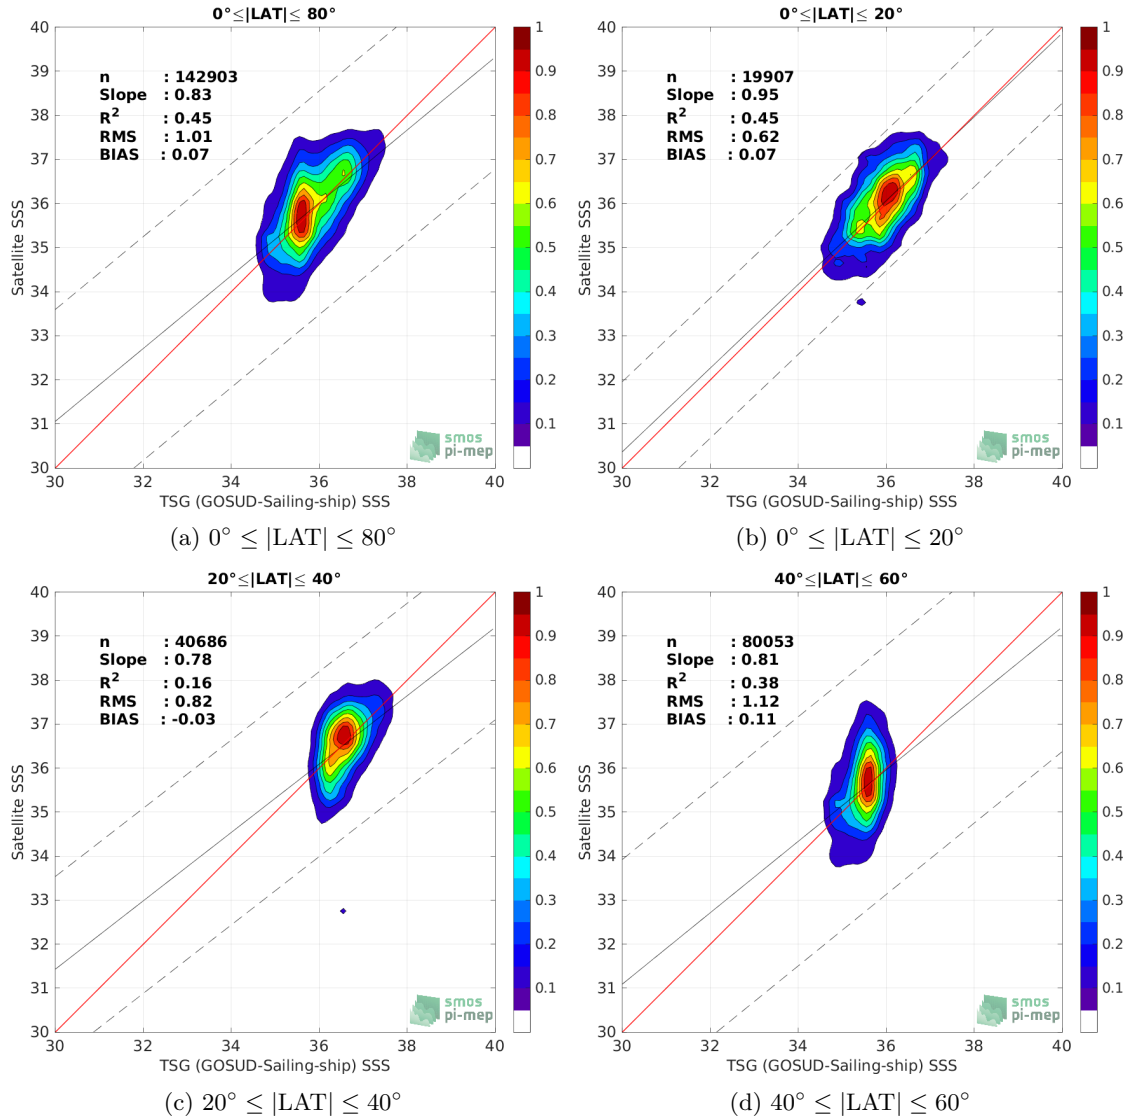 0°≤|LAT|≤ 80°
n : 142903
Slope : 0.83
R² : 0.45
RMS : 1.01
BIAS : 0.07
40
39
38
37
36
35
34
33
32
31
30
Satellite SSS
30 32 34 36 38 40
TSG (GOSUD-Sailing-ship) SSS
1
0.9
0.8
0.7
0.6
0.5
0.4
0.3
0.2
0.1
smos
pi-mep
(a) 0° ≤ |LAT| ≤ 80°
0°≤|LAT|≤ 20°
n : 19907
Slope : 0.95
R² : 0.45
RMS : 0.62
BIAS : 0.07
40
39
38
37
36
35
34
33
32
31
30
Satellite SSS
30 32 34 36 38 40
TSG (GOSUD-Sailing-ship) SSS
1
0.9
0.8
0.7
0.6
0.5
0.4
0.3
0.2
0.1
smos
pi-mep
(b) 0° ≤ |LAT| ≤ 20°
20°≤|LAT|≤ 40°
n : 40686
Slope : 0.78
R² : 0.16
RMS : 0.82
BIAS : -0.03
40
39
38
37
36
35
34
33
32
31
30
Satellite SSS
30 32 34 36 38 40
TSG (GOSUD-Sailing-ship) SSS
1
0.9
0.8
0.7
0.6
0.5
0.4
0.3
0.2
0.1
smos
pi-mep
(c) 20° ≤ |LAT| ≤ 40°
40°≤|LAT|≤ 60°
n : 80053
Slope : 0.81
R² : 0.38
RMS : 1.12
BIAS : 0.11
40
39
38
37
36
35
34
33
32
31
30
Satellite SSS
30 32 34 36 38 40
TSG (GOSUD-Sailing-ship) SSS
1
0.9
0.8
0.7
0.6
0.5
0.4
0.3
0.2
0.1
smos
pi-mep
(d) 40° ≤ |LAT| ≤ 60°